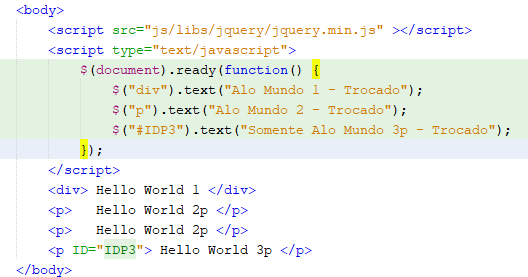 <body>
<script src="js/libs/jquery/jquery.min.js" ></script>
<script type="text/javascript">
$(document).ready(function() {
$("div").text("Alo Mundo 1 - Trocado");
$("p").text("Alo Mundo 2 - Trocado");
$("#IDP3").text("Somente Alo Mundo 3p - Trocado");
});
</script>
<div> Hello World 1 </div>
<p>   Hello World 2p </p>
<p>   Hello World 2p </p>
<p ID="IDP3"> Hello World 3p </p>
</body>